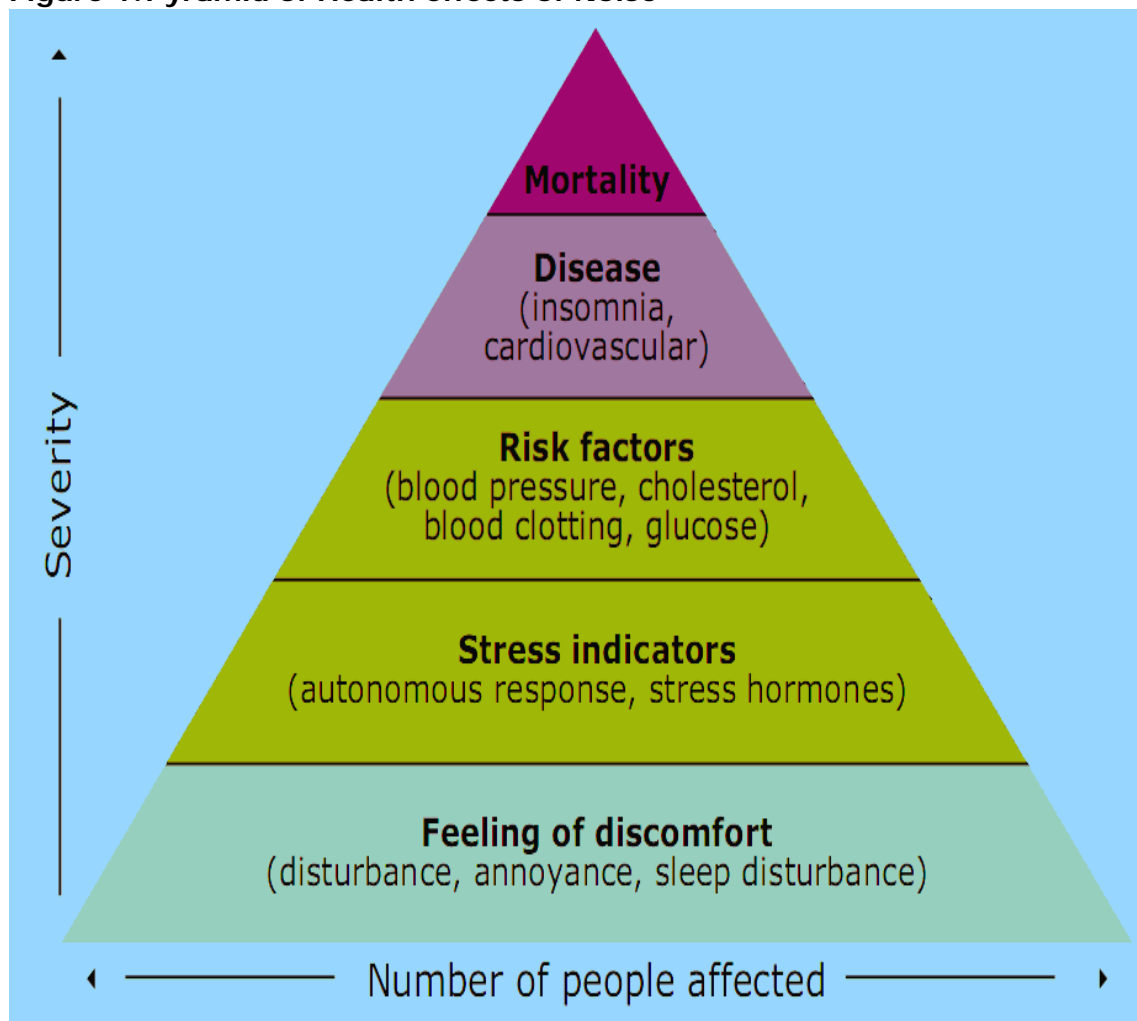 Mortality
Disease
(insomnia,
cardiovascular)
Risk factors
(blood pressure, cholesterol,
blood clotting, glucose)
Stress indicators
(autonomous response, stress hormones)
Feeling of discomfort
(disturbance, annoyance, sleep disturbance)
Severity
Number of people affected